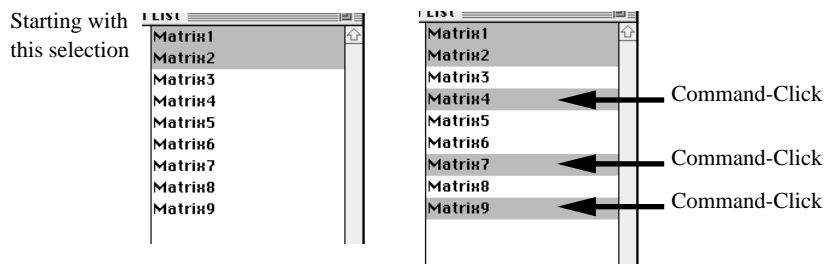 Starting with
this selection
List
Matrix1
Matrix2
Matrix3
Matrix4
Matrix5
Matrix6
Matrix7
Matrix8
Matrix9
List
Matrix1
Matrix2
Matrix3
Matrix4
Command-Click
Matrix5
Matrix6
Matrix7
Command-Click
Matrix8
Matrix9
Command-Click